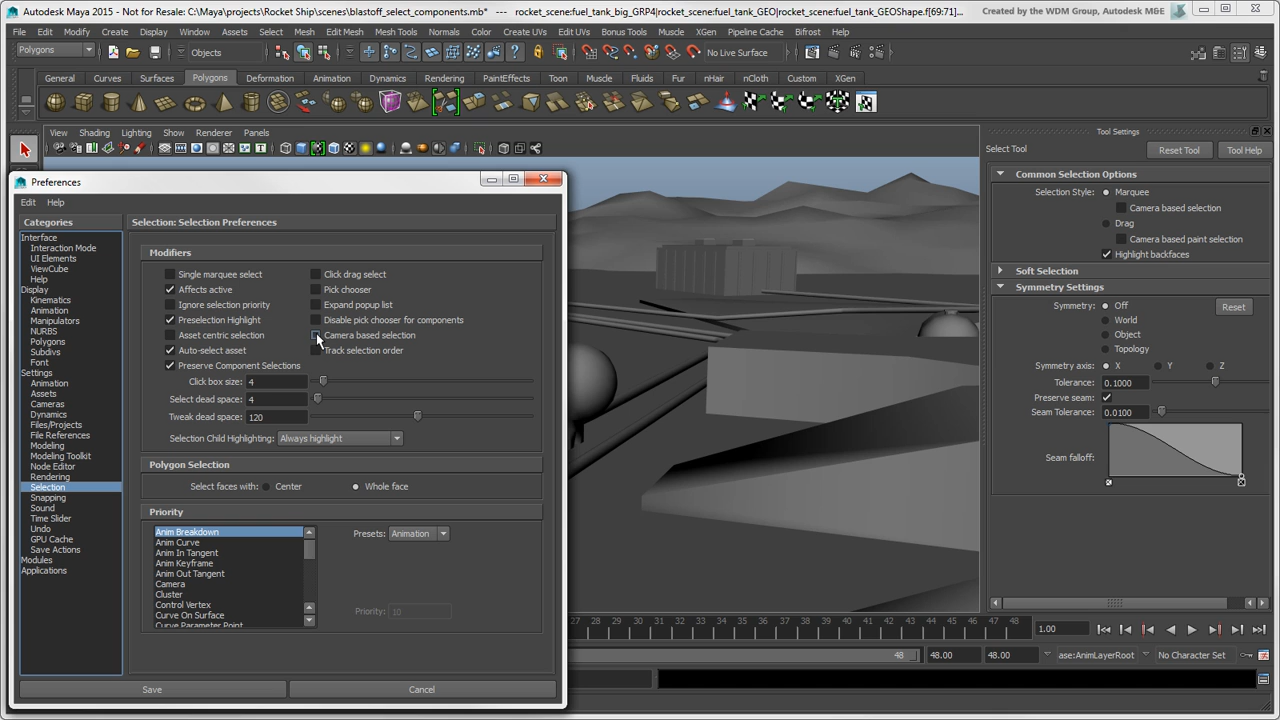 Autodesk Maya 2015 - Not for Resale: C:\Maya\projects\Rocket Ship\scenes\blastoff_select_components.mb* --- rocket_scene:fuel_tank_big_GRP4|rocket_scene:fuel_tank_GEO|rocket_scene:fuel_tank_GEOShape.f[69:71]...
Created by the WDM Group, Autodesk M&E
File Edit Modify Create Display Window Assets Select Mesh Edit Mesh Mesh Tools Normals Color Create UVs Edit UVs Bonus Tools Muscle XGen Pipeline Cache Bifrost Help
Polygons Objects No Live Surface
General Curves Surfaces Polygons Deformation Animation Dynamics Rendering PaintEffects Toon Muscle Fluids Fur nHair nCloth Custom XGen
View Shading Lighting Show Renderer Panels
Tool Settings
Select Tool Reset Tool Tool Help
Common Selection Options
Selection Style: Marquee
Camera based selection
Drag
Camera based paint selection
Highlight backfaces
Soft Selection
Symmetry Settings
Symmetry: Off Reset
World
Object
Topology
Symmetry axis: X Y Z
Tolerance: 0.1000
Preserve seam:
Seam Tolerance: 0.0100
Seam falloff:
Preferences
Edit Help
Categories
Interface
Interaction Mode
UI Elements
ViewCube
Help
Display
Kinematics
Animation
Manipulators
NURBS
Polygons
Subdivs
Font
Settings
Animation
Assets
Cameras
Dynamics
Files/Projects
File References
Modeling
Modeling Toolkit
Node Editor
Rendering
Selection
Snapping
Sound
Time Slider
Undo
GPU Cache
Save Actions
Modules
Applications
Selection: Selection Preferences
Modifiers
Single marquee select Click drag select
Affects active Pick chooser
Ignore selection priority Expand popup list
Preselection Highlight Disable pick chooser for components
Asset centric selection Camera based selection
Auto-select asset Track selection order
Preserve Component Selections
Click box size: 4
Select dead space: 4
Tweak dead space: 120
Selection Child Highlighting: Always highlight
Polygon Selection
Select faces with: Center Whole face
Priority
Anim Breakdown
Anim Curve
Anim In Tangent
Anim Keyframe
Anim Out Tangent
Camera
Cluster
Control Vertex
Curve On Surface
Curve Parameter Point
Presets: Animation
Priority: 10
Save Cancel
27 28 29 30 31 32 33 34 35 36 37 38 39 40 41 42 43 44 45 46 47 48 1.00
48 48.00 48.00 ase:AnimLayerRoot No Character Set